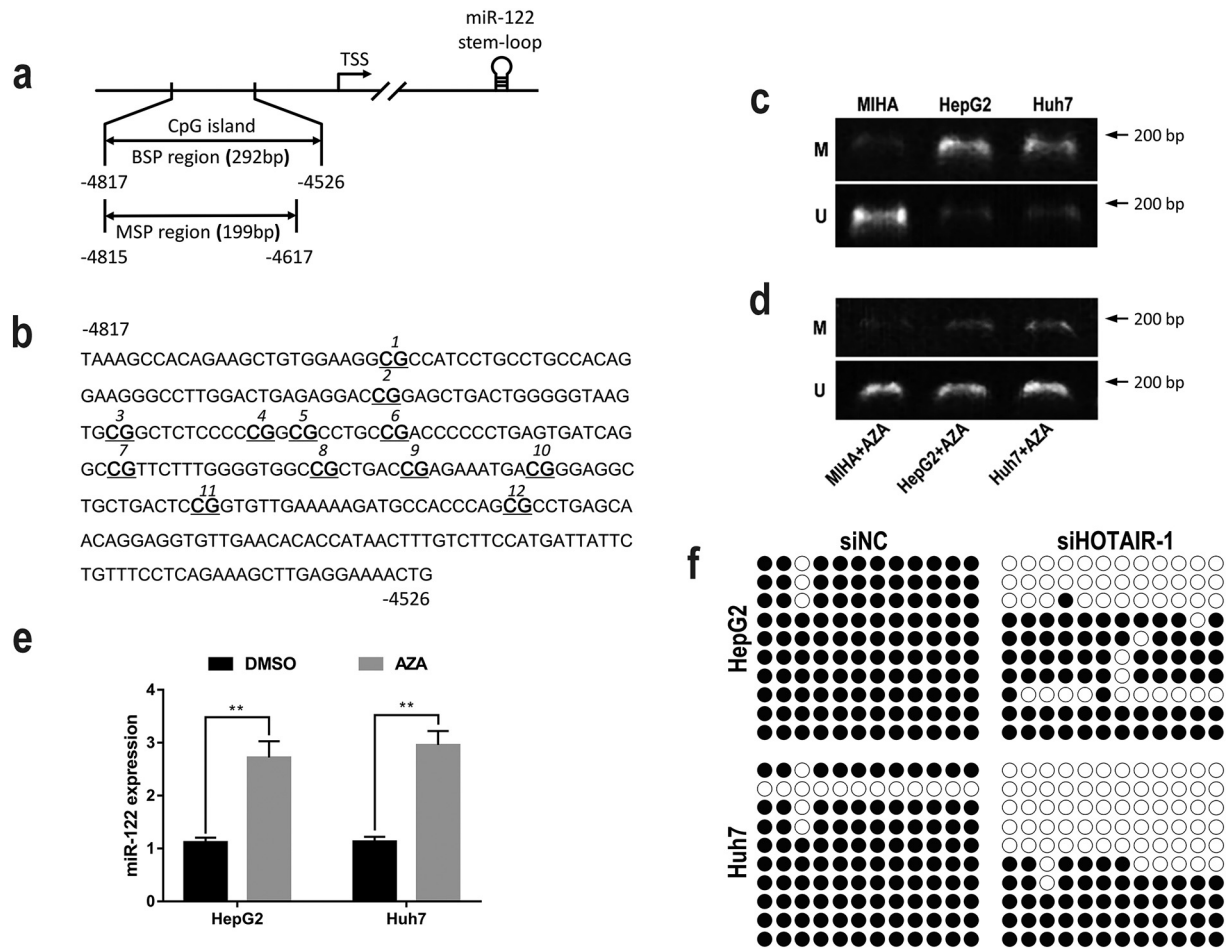 a
miR-122
stem-loop
TSS
CpG island
BSP region (292bp)
-4817
-4526
MSP region (199bp)
-4815
-4617
b
-4817
1
TAAAGCCACAGAAGCTGTGGAAGGCGCCATCCTGCCTGCCACAG
2
GAAGGGCCTTGGACTGAGAGGACCGGAGCTGACTGGGGGTAAG
3 4 5 6
TGCGGCTCTCCCCCGGCGCCTGCCGACCCCCCTGAGTGATCAG
7 8 9 10
GCCGTTCTTTGGGGTGGCCGCTGACCGAGAAATGACGGGAGGC
11 12
TGCTGACTCCGGTGTTGAAAAAGATGCCACCCAGCGCCTGAGCA
ACAGGAGGTGTTGAACACACCATAACTTTGTCTTCCATGATTATTC
TGTTTCCTCAGAAAGCTTGAGGAAAACTG
-4526
c
MIHA HepG2 Huh7
M
200 bp
U
200 bp
d
M
200 bp
U
200 bp
MIHA+AZA
HepG2+AZA
Huh7+AZA
e
DMSO AZA
miR-122 expression
4
3
2
1
0
**
**
HepG2 Huh7
f
siNC siHOTAIR-1
HepG2
Huh7